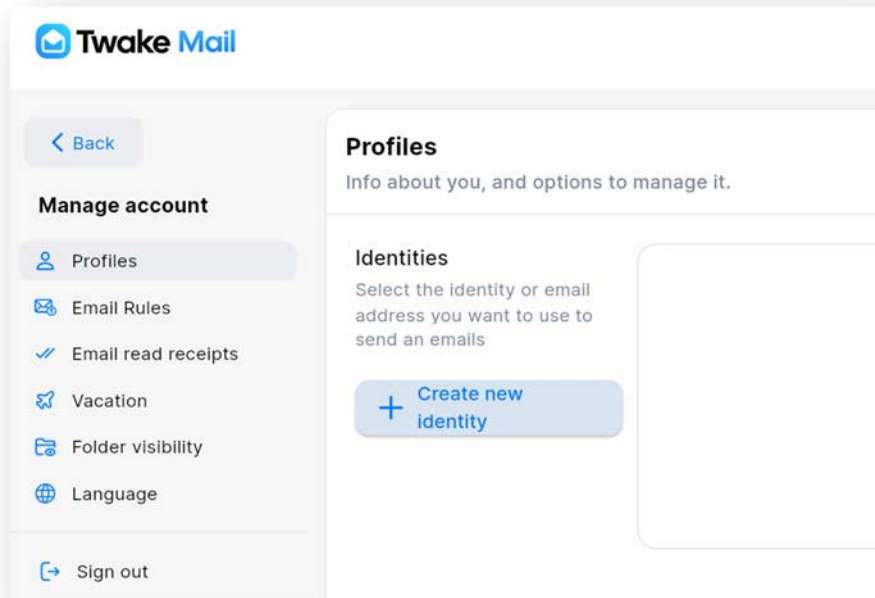 Twake Mail
Back
Manage account
Profiles
Email Rules
Email read receipts
Vacation
Folder visibility
Language
Sign out
Profiles
Info about you, and options to manage it.
Identities
Select the identity or email
address you want to use to
send an emails
Create new
identity